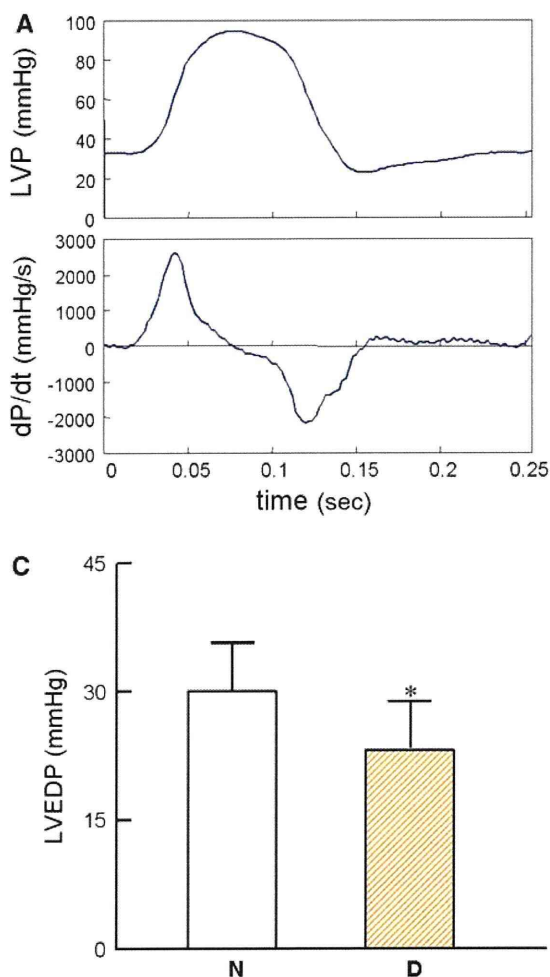 A
LVP (mmHg)
100
80
60
40
20
0
dP/dt (mmHg/s)
3000
2000
1000
0
-1000
-2000
-3000
0 0.05 0.1 0.15 0.2 0.25
time (sec)
C
LVEDP (mmHg)
45
30
15
0
*
N D